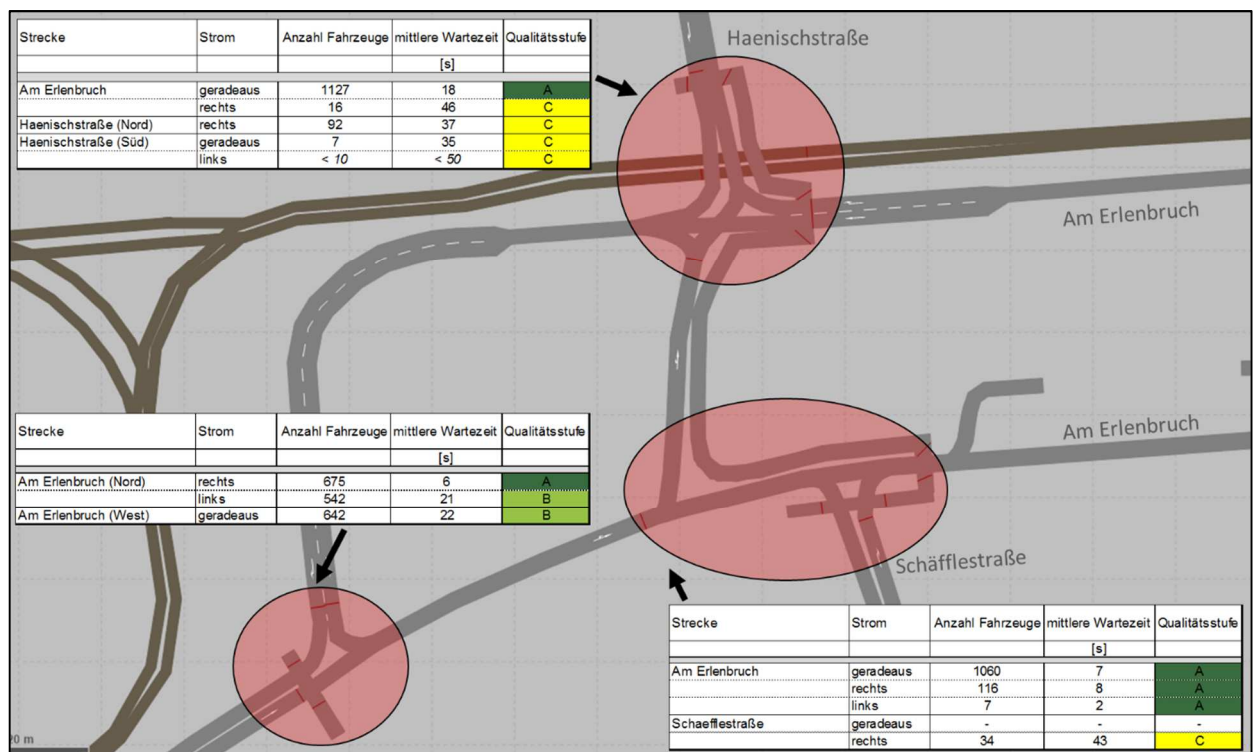 Strecke Strom Anzahl Fahrzeuge mittlere Wartezeit Qualitätsstufe
[s]
Am Erlenbruch geradeaus 1127 18 A
rechts 16 46 C
Haenischstraße (Nord) rechts 92 37 C
Haenischstraße (Süd) geradeaus 7 35 C
links < 10 < 50 C
Haenischstraße
Am Erlenbruch
Strecke Strom Anzahl Fahrzeuge mittlere Wartezeit Qualitätsstufe
[s]
Am Erlenbruch (Nord) rechts 675 6 A
links 542 21 B
Am Erlenbruch (West) geradeaus 642 22 B
Am Erlenbruch
Schäfflestraße
Strecke Strom Anzahl Fahrzeuge mittlere Wartezeit Qualitätsstufe
[s]
Am Erlenbruch geradeaus 1060 7 A
rechts 116 8 A
links 7 2 A
Schaefflestraße geradeaus - - -
rechts 34 43 C